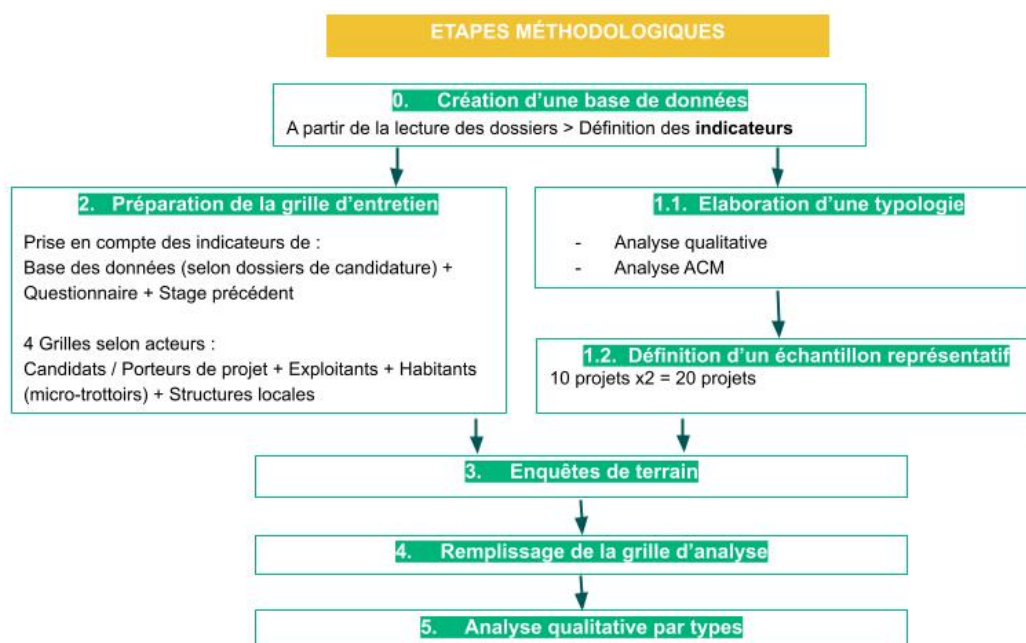 ETAPES MÉTHODOLOGIQUES
0. Création d'une base de données
A partir de la lecture des dossiers > Définition des indicateurs
2. Préparation de la grille d'entretien
Prise en compte des indicateurs de :
Base des données (selon dossiers de candidature) +
Questionnaire + Stage précédent
4 Grilles selon acteurs :
Candidats / Porteurs de projet + Exploitants + Habitants
(micro-trottoirs) + Structures locales
1.1. Elaboration d'une typologie
- Analyse qualitative
- Analyse ACM
1.2. Définition d'un échantillon représentatif
10 projets x2 = 20 projets
3. Enquêtes de terrain
4. Remplissage de la grille d'analyse
5. Analyse qualitative par types